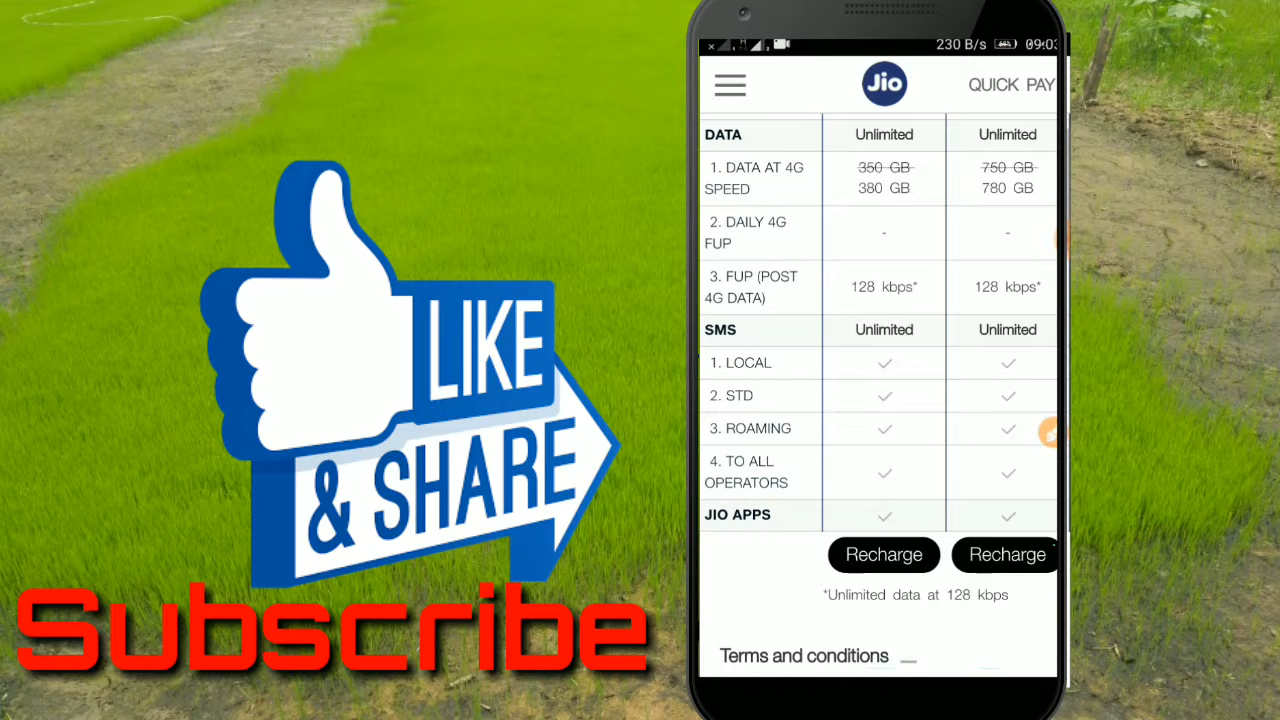 LIKE
& SHARE
Subscribe
230 B/s 46% 09:03
Jio QUICK PAY
DATA Unlimited Unlimited
1. DATA AT 4G SPEED 350 GB 380 GB 750 GB 780 GB
2. DAILY 4G FUP - -
3. FUP (POST 4G DATA) 128 kbps* 128 kbps*
SMS Unlimited Unlimited
1. LOCAL
2. STD
3. ROAMING
4. TO ALL OPERATORS
JIO APPS
Recharge Recharge
*Unlimited data at 128 kbps
Terms and conditions